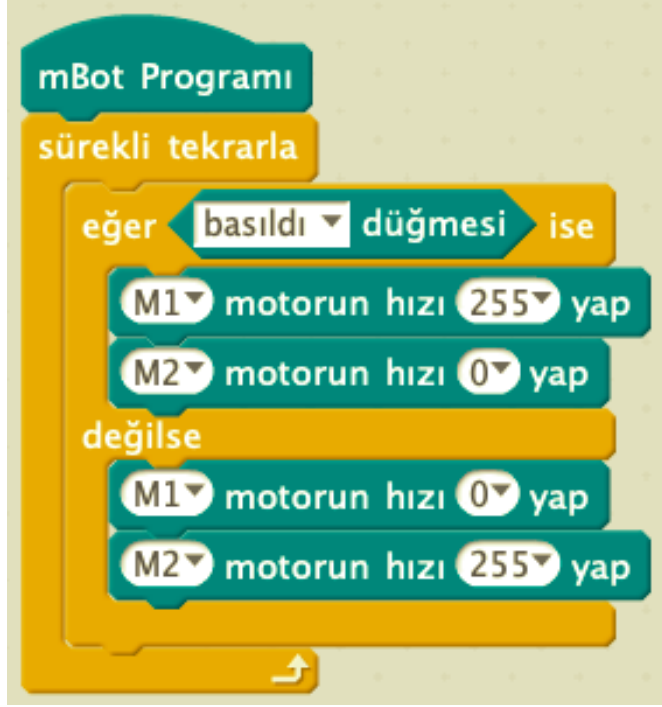 mBot Programı
sürekli tekrarla
eğer basıldı düğmesi ise
M1 motorun hızı 255 yap
M2 motorun hızı 0 yap
değilse
M1 motorun hızı 0 yap
M2 motorun hızı 255 yap